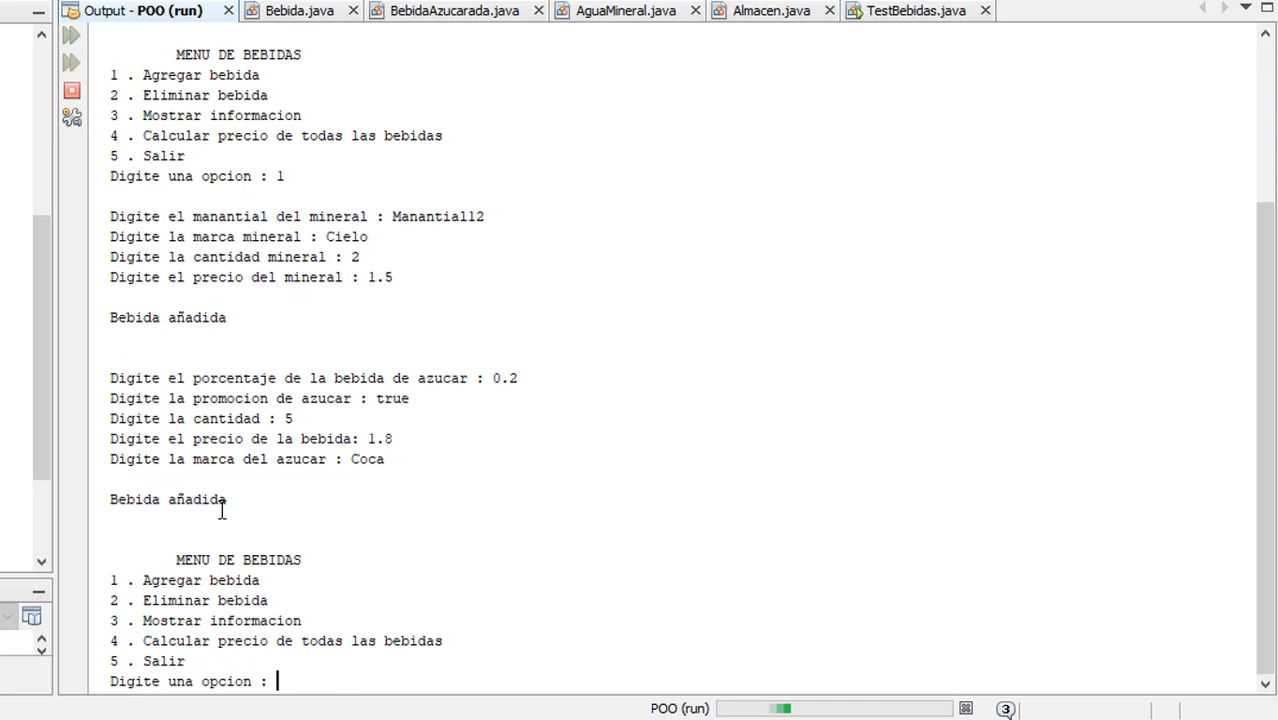 Output - POO (run) Bebida.java BebidaAzucarada.java AguaMineral.java Almacen.java TestBebidas.java
MENU DE BEBIDAS
1 . Agregar bebida
2 . Eliminar bebida
3 . Mostrar informacion
4 . Calcular precio de todas las bebidas
5 . Salir
Digite una opcion : 1
Digite el manantial del mineral : Manantial12
Digite la marca mineral : Cielo
Digite la cantidad mineral : 2
Digite el precio del mineral : 1.5
Bebida añadida
Digite el porcentaje de la bebida de azucar : 0.2
Digite la promocion de azucar : true
Digite la cantidad : 5
Digite el precio de la bebida: 1.8
Digite la marca del azucar : Coca
Bebida añadida
MENU DE BEBIDAS
1 . Agregar bebida
2 . Eliminar bebida
3 . Mostrar informacion
4 . Calcular precio de todas las bebidas
5 . Salir
Digite una opcion :
POO (run) 3